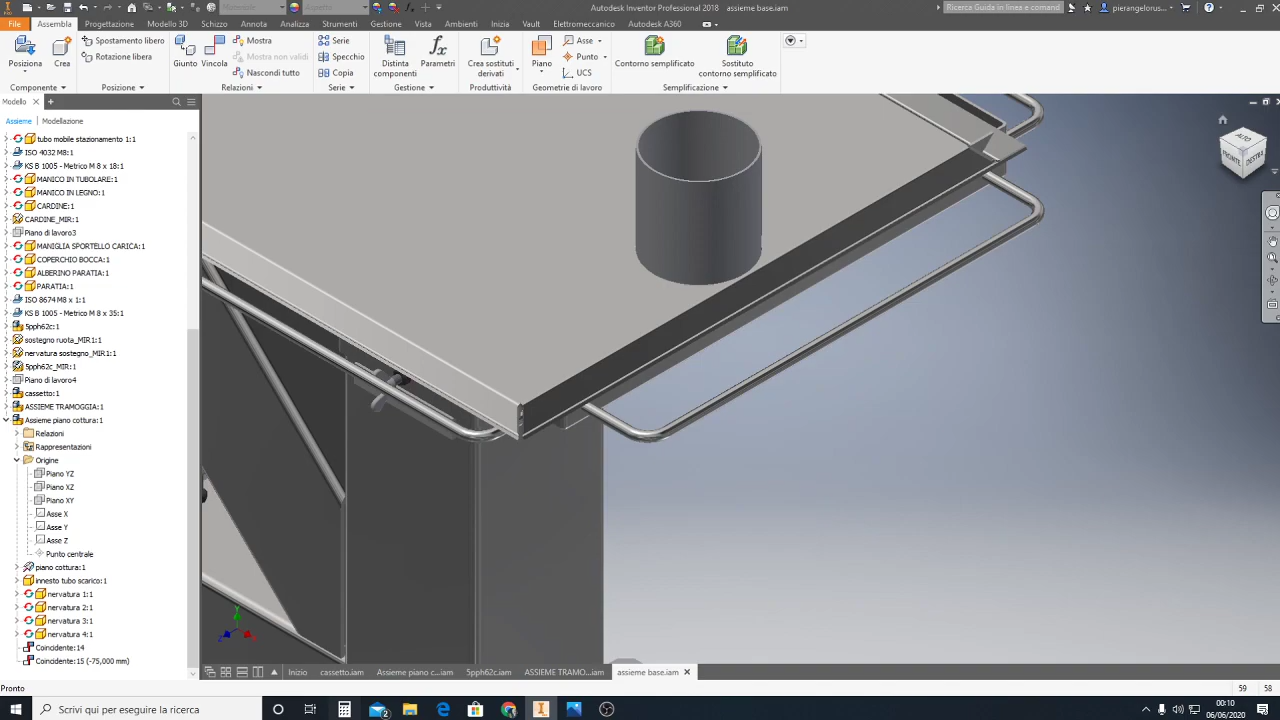 Materiale
Aspetto
Autodesk Inventor Professional 2018 assieme base.iam
Ricerca Guida in linea e comand
pierangelorus...
File
Assembla
Progettazione
Modello 3D
Schizzo
Annota
Analizza
Strumenti
Gestione
Vista
Ambienti
Inizia
Vault
Elettromeccanico
Autodesk A360
Posiziona
Crea
Spostamento libero
Rotazione libera
Giunto
Vincola
Mostra
Mostra non validi
Nascondi tutto
Serie
Specchio
Copia
Distinta componenti
Parametri
Crea sostituti derivati
Piano
Asse
Punto
UCS
Contorno semplificato
Sostituto contorno semplificato
Componente
Posizione
Relazioni
Serie
Gestione
Produttività
Geometrie di lavoro
Semplificazione
Modello
Assieme
Modellazione
tubo mobile stazionamento 1:1
ISO 4032 M8:1
KS B 1005 - Metrico M 8 x 18:1
MANICO IN TUBOLARE:1
MANICO IN LEGNO:1
CARDINE:1
CARDINE_MIR:1
Piano di lavoro3
MANIGLIA SPORTELLO CARICA:1
COPERCHIO BOCCA:1
ALBERINO PARATIA:1
PARATIA:1
ISO 8674 M8 x 1:1
KS B 1005 - Metrico M 8 x 35:1
5pph62c:1
sostegno ruota_MIR1:1
nervatura sostegno_MIR1:1
5pph62c_MIR:1
Piano di lavoro4
cassetto:1
ASSIEME TRAMOGGIA:1
Assieme piano cottura:1
Relazioni
Rappresentazioni
Origine
Piano YZ
Piano XZ
Piano XY
Asse X
Asse Y
Asse Z
Punto centrale
piano cottura:1
innesto tubo scarico:1
nervatura 1:1
nervatura 2:1
nervatura 3:1
nervatura 4:1
Coincidente:14
Coincidente:15 (-75,000 mm)
ALTO
FRONTE
DESTRO
Y
Z
X
Inizio
cassetto.iam
Assieme piano c...iam
5pph62c.iam
ASSIEME TRAMO...iam
assieme base.iam
Pronto
59
58
Scrivi qui per eseguire la ricerca
2
00:10
06/06/2020